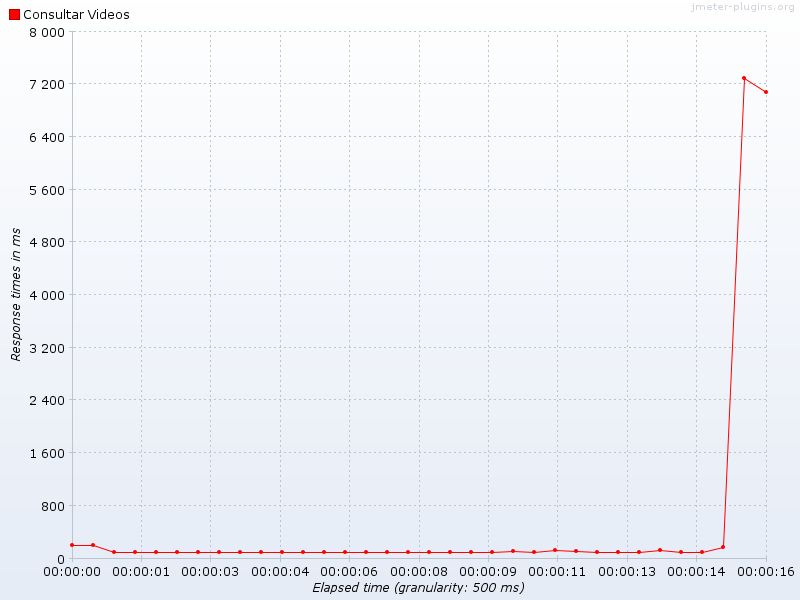 jmeter-plugins.org
Consultar Videos
8 000
7 200
6 400
5 600
4 800
4 000
3 200
2 400
1 600
800
0
Response times in ms
00:00:00 00:00:01 00:00:03 00:00:04 00:00:06 00:00:08 00:00:09 00:00:11 00:00:13 00:00:14 00:00:16
Elapsed time (granularity: 500 ms)